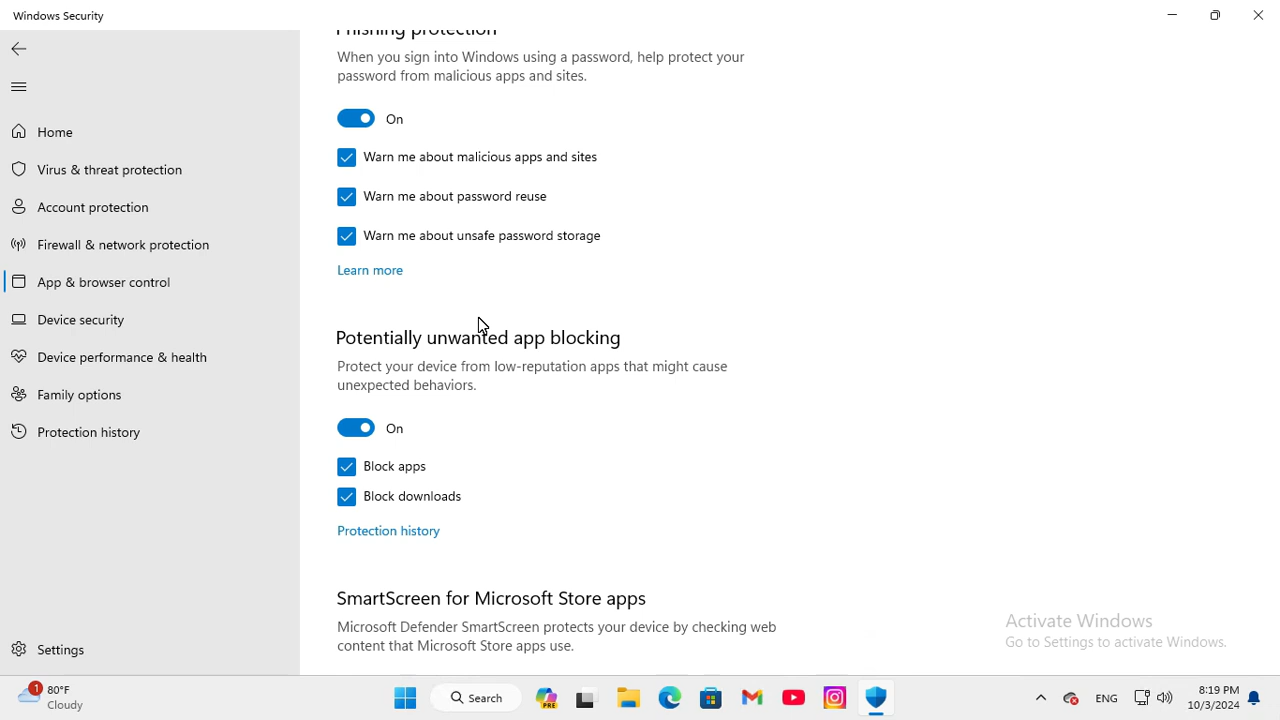 Windows Security
Home
Virus & threat protection
Account protection
Firewall & network protection
App & browser control
Device security
Device performance & health
Family options
Protection history
Settings
Phishing protection
When you sign into Windows using a password, help protect your
password from malicious apps and sites.
On
Warn me about malicious apps and sites
Warn me about password reuse
Warn me about unsafe password storage
Learn more
Potentially unwanted app blocking
Protect your device from low-reputation apps that might cause
unexpected behaviors.
On
Block apps
Block downloads
Protection history
SmartScreen for Microsoft Store apps
Microsoft Defender SmartScreen protects your device by checking web
content that Microsoft Store apps use.
Activate Windows
Go to Settings to activate Windows.
1
80°F
Cloudy
Search
PRE
ENG
8:19 PM
10/3/2024